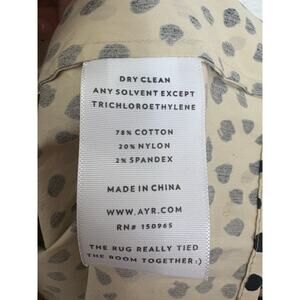 DRY CLEAN
ANY SOLVENT EXCEPT
TRICHLOROETHYLENE
78% COTTON
20% NYLON
2% SPANDEX
MADE IN CHINA
WWW.AYR.COM
RN# 150965
THE RUG REALLY TIED
THE ROOM TOGETHER:)